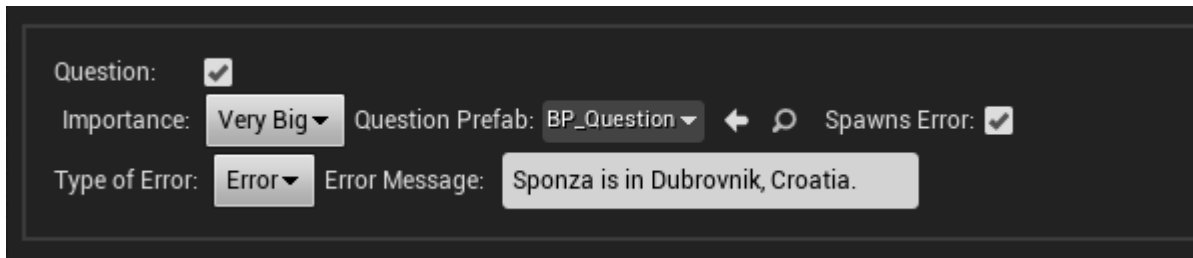 Question:
Importance: Very Big Question Prefab: BP_Question Spawns Error:
Type of Error: Error Error Message: Sponza is in Dubrovnik, Croatia.